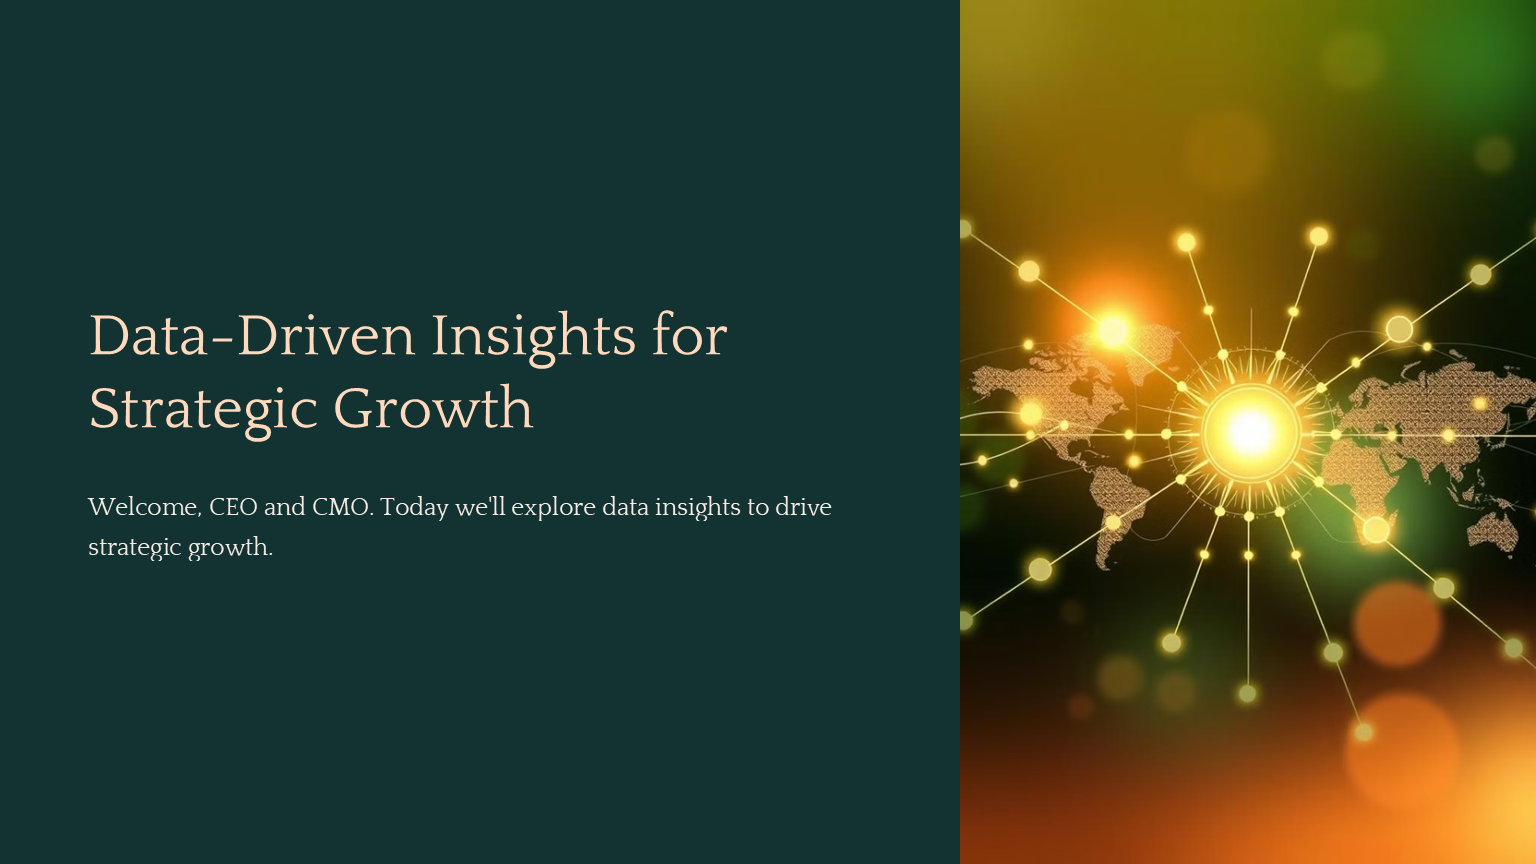 Data-Driven Insights for
Strategic Growth
Welcome, CEO and CMO. Today we'll explore data insights to drive
strategic growth.